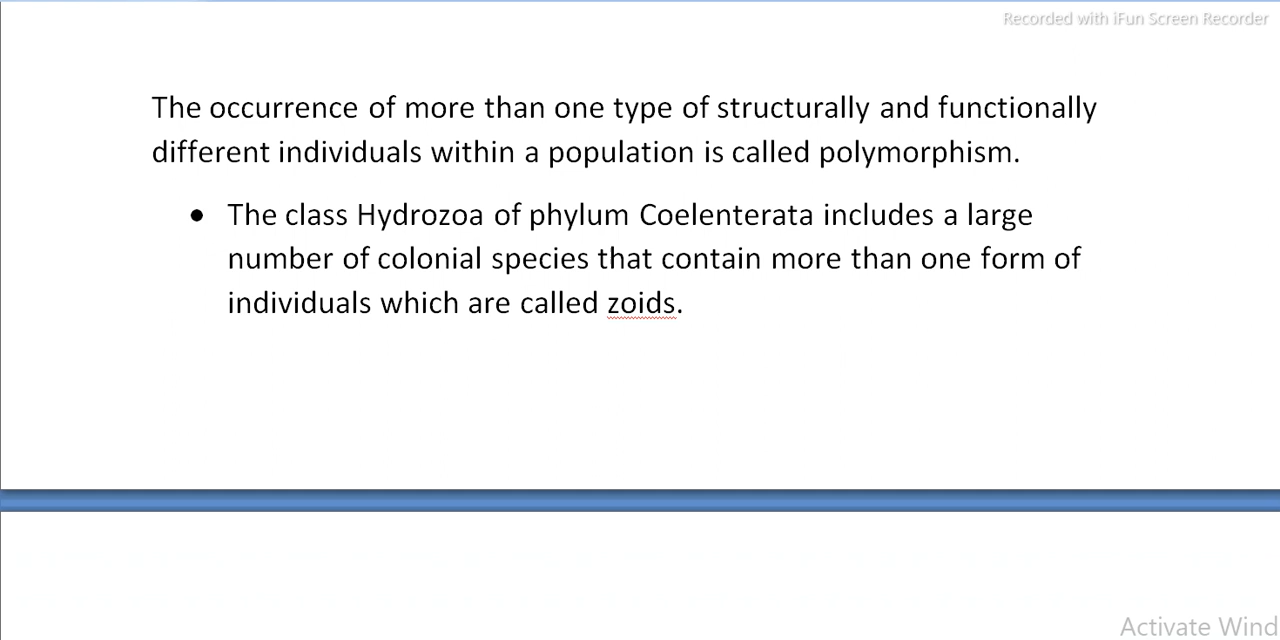 Recorded with iFun Screen Recorder
The occurrence of more than one type of structurally and functionally
different individuals within a population is called polymorphism.
• The class Hydrozoa of phylum Coelenterata includes a large
number of colonial species that contain more than one form of
individuals which are called zoids.
Activate Wind